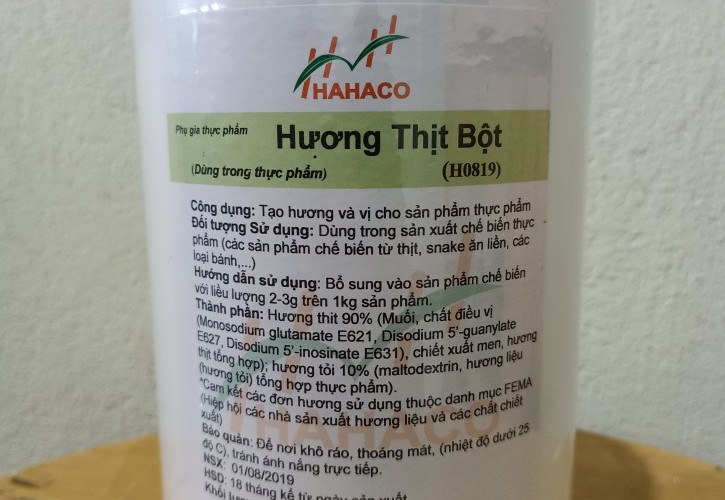 HAHACO
Phụ gia thực phẩm Hương Thịt Bột
(Dùng trong thực phẩm) (H0819)
Công dụng: Tạo hương và vị cho sản phẩm thực phẩm
Đối tượng Sử dụng: Dùng trong sản xuất chế biến thực
phẩm (các sản phẩm chế biến từ thịt, snake ăn liền, các
loại bánh,...)
Hướng dẫn sử dụng: Bổ sung vào sản phẩm chế biến
với liều lượng 2-3g trên 1kg sản phẩm.
Thành phần: Hương thit 90% (Muối, chất điều vị
(Monosodium glutamate E621, Disodium 5'-guanylate
E627, Disodium 5'-inosinate E631), chiết xuất men, hương
thịt tổng hợp); hương tỏi 10% (maltodextrin, hương liệu
(hương tỏi) tổng hợp thực phẩm).
*Cam kết các đơn hương sử dụng thuộc danh mục FEMA
(Hiệp hội các nhà sản xuất hương liệu và các chất chiết
xuất)
HAHACO
Bảo quản: Để nơi khô ráo, thoáng mát, (nhiệt độ dưới 25
độ C), tránh ánh nắng trực tiếp.
NSX: 01/08/2019
HSD: 18 tháng kể từ ngày sản xuất
Khối lượng